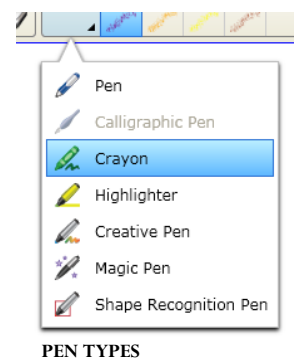 Pen
Calligraphic Pen
Crayon
Highlighter
Creative Pen
Magic Pen
Shape Recognition Pen
PEN TYPES